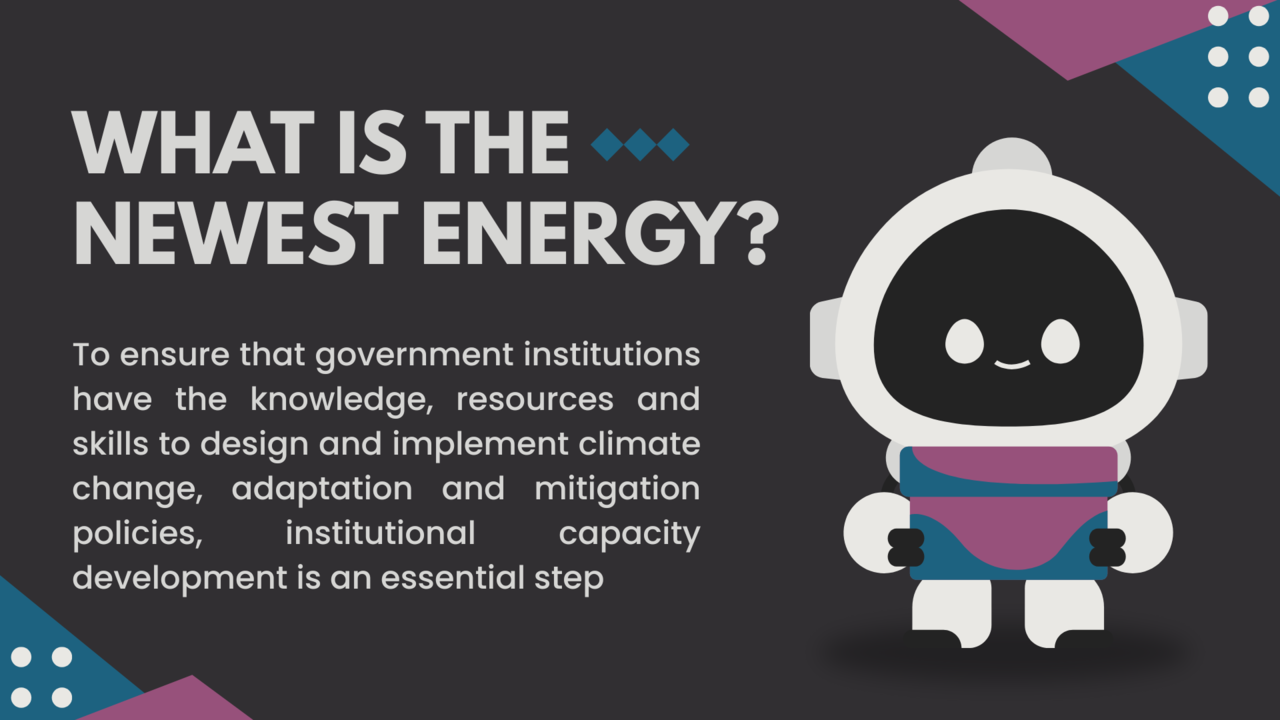 WHAT IS THE
NEWEST ENERGY?
To ensure that government institutions
have the knowledge, resources and
skills to design and implement climate
change, adaptation and mitigation
policies, institutional capacity
development is an essential step